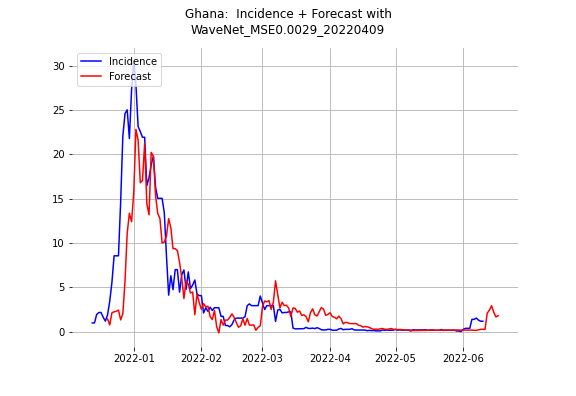 Ghana:  Incidence + Forecast with
WaveNet_MSE0.0029_20220409
Incidence
Forecast
30
25
20
15
10
5
0
2022-01 2022-02 2022-03 2022-04 2022-05 2022-06